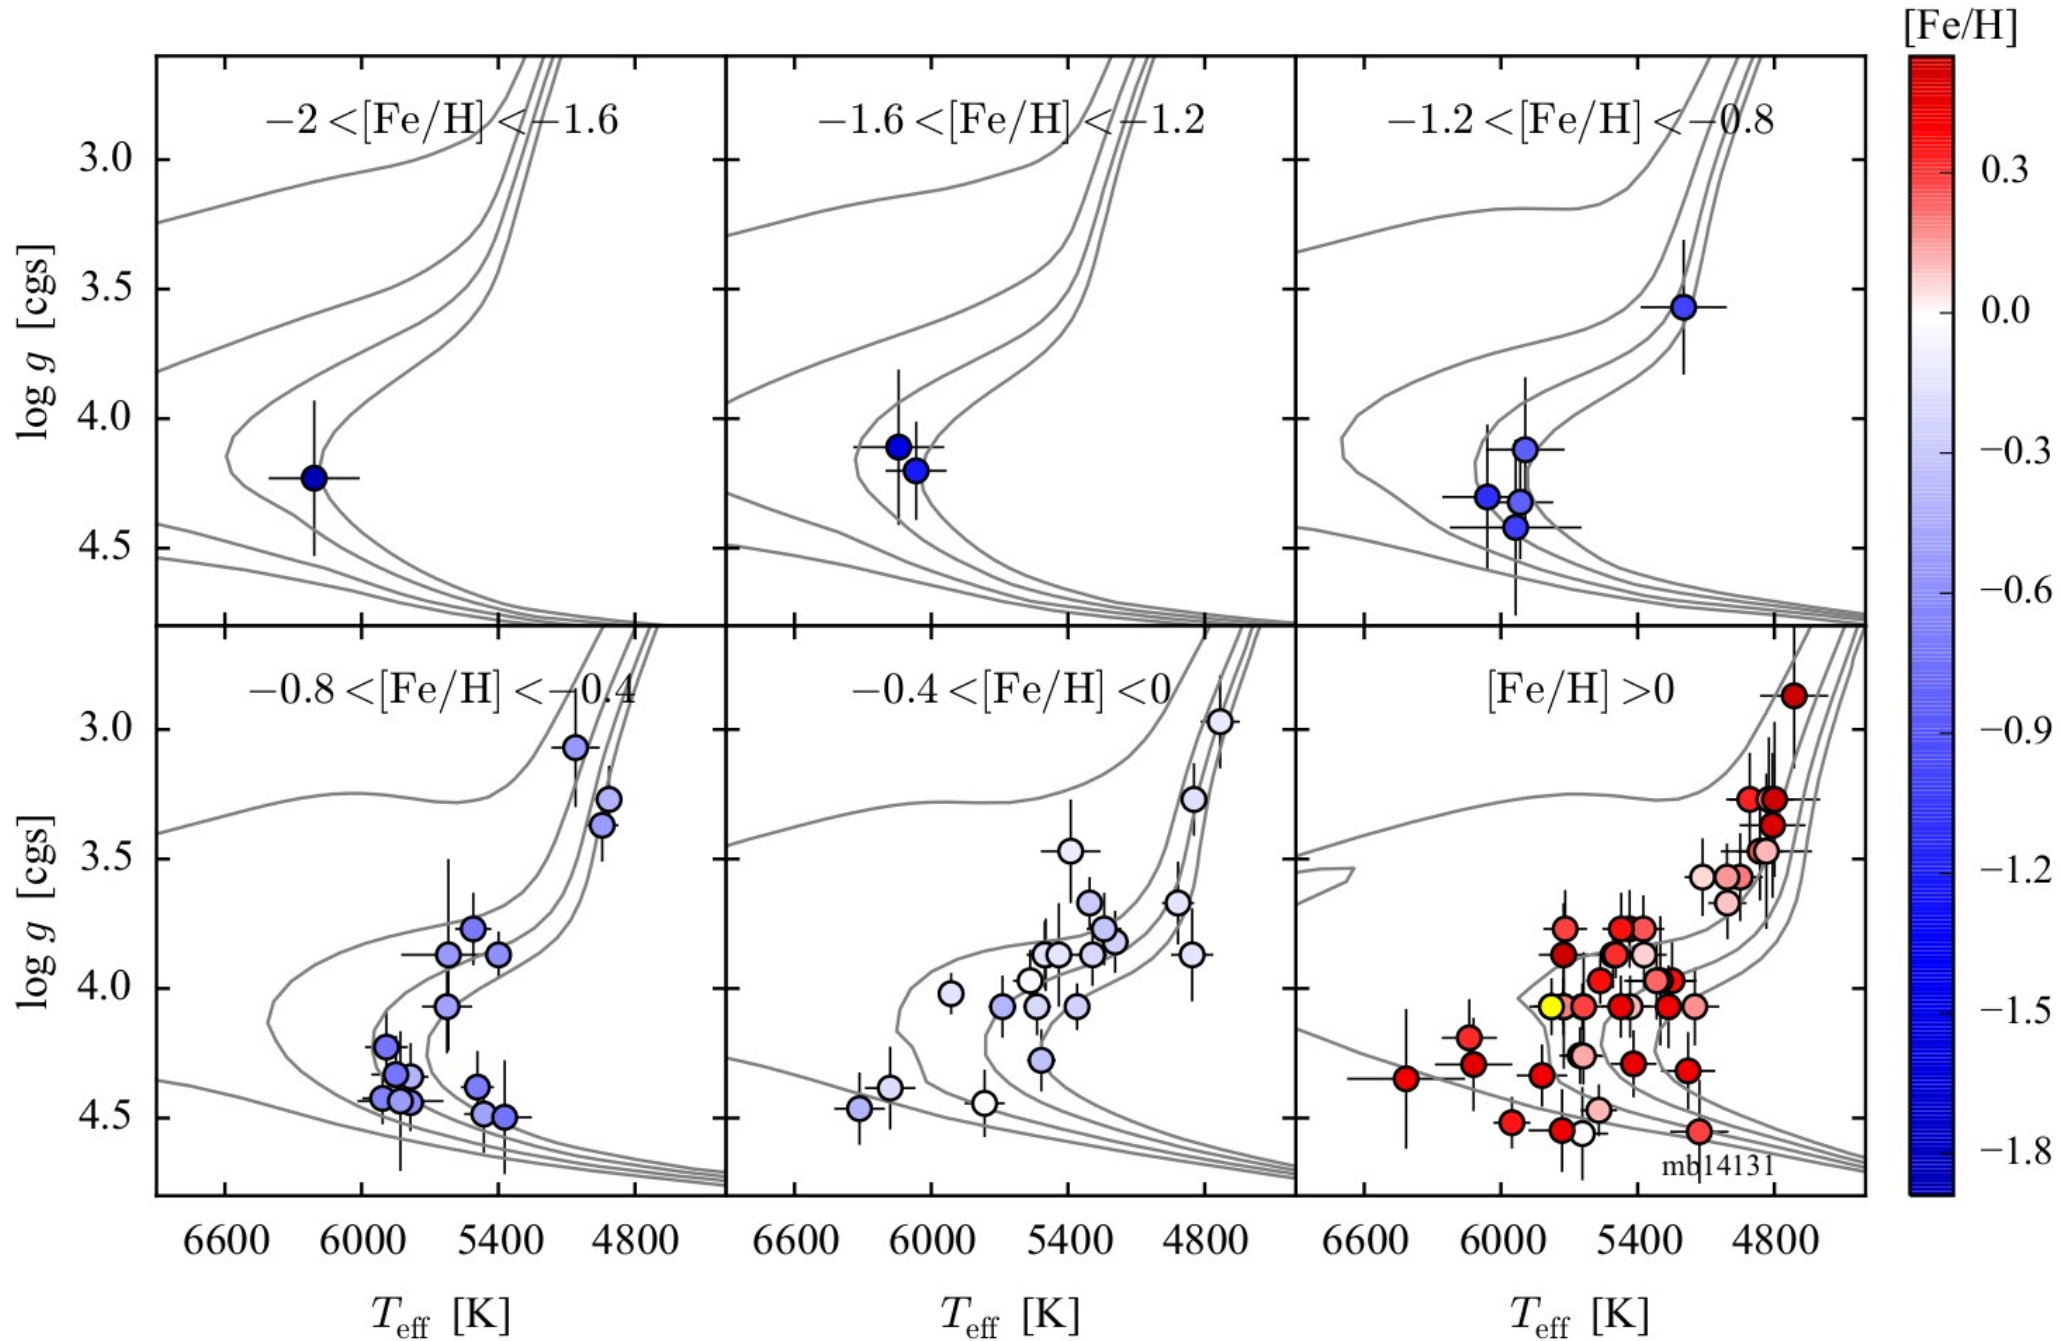 [Fe/H]
−2 <[Fe/H] <−1.6
−1.6 <[Fe/H] <−1.2
−1.2 <[Fe/H] <−0.8
3.0
3.5
4.0
4.5
log g [cgs]
−0.8 <[Fe/H] <−0.4
−0.4 <[Fe/H] <0
[Fe/H] >0
3.0
3.5
4.0
4.5
log g [cgs]
mb14131
6600 6000 5400 4800
6600 6000 5400 4800
6600 6000 5400 4800
Teff [K]
Teff [K]
Teff [K]
0.3
0.0
−0.3
−0.6
−0.9
−1.2
−1.5
−1.8